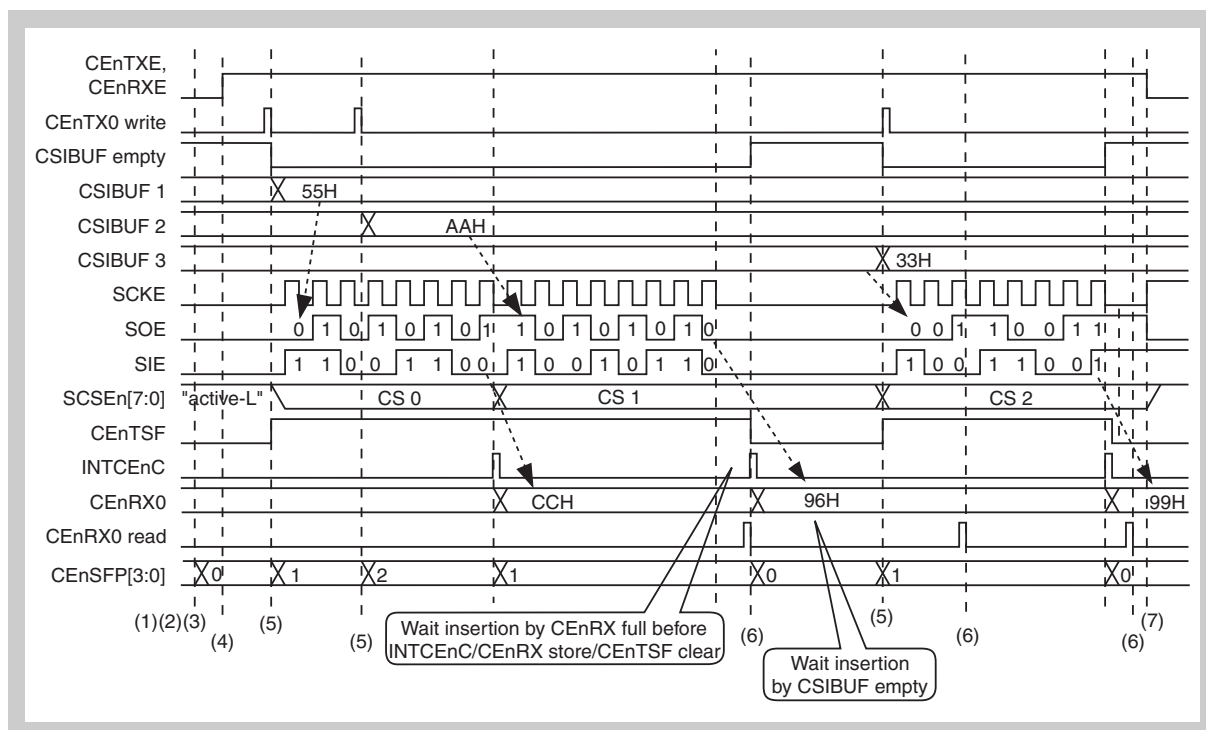 CEnTXE,
CEnRXE
CEnTX0 write
CSIBUF empty
CSIBUF 1
55H
CSIBUF 2
AAH
CSIBUF 3
33H
SCKE
SOE
0 1 0 1 0 1 0 1 1 0 1 0 1 0 1 0 0 0 1 1 0 0 1 1
SIE
1 1 0 0 1 1 0 0 1 0 0 1 0 1 1 0 1 0 0 1 1 0 0 1
SCSEn[7:0] "active-L" CS 0 CS 1 CS 2
CEnTSF
INTCEnC
CEnRX0 CCH 96H 99H
CEnRX0 read
CEnSFP[3:0] 0 1 2 1 0 1 0
(1)(2)(3) (4) (5) (5) (6) (5) (6) (6) (7)
Wait insertion by CEnRX full before
INTCEnC/CEnRX store/CEnTSF clear
Wait insertion
by CSIBUF empty